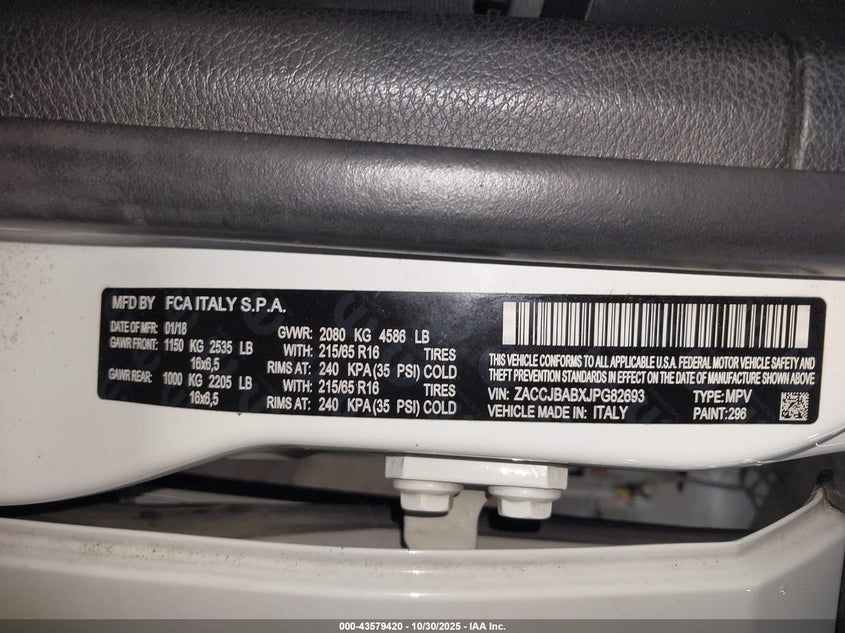 MFD BY FCA ITALY S.P.A.
DATE OF MFR: 01/18 GVWR: 2080 KG 4586 LB
GAWR FRONT: 1150 KG 2535 LB WITH: 215/65 R16 TIRES
16x6,5 RIMS AT: 240 KPA (35 PSI) COLD
GAWR REAR: 1000 KG 2205 LB WITH: 215/65 R16 TIRES
16x6,5 RIMS AT: 240 KPA (35 PSI) COLD
THIS VEHICLE CONFORMS TO ALL APPLICABLE U.S.A. FEDERAL MOTOR VEHICLE SAFETY AND
THEFT PREVENTION STANDARDS IN EFFECT ON THE DATE OF MANUFACTURE SHOWN ABOVE
VIN: ZACCJBABXJPG82693 TYPE: MPV
VEHICLE MADE IN: ITALY PAINT: 296
000-43579420 | 10/30/2025 - IAA Inc.